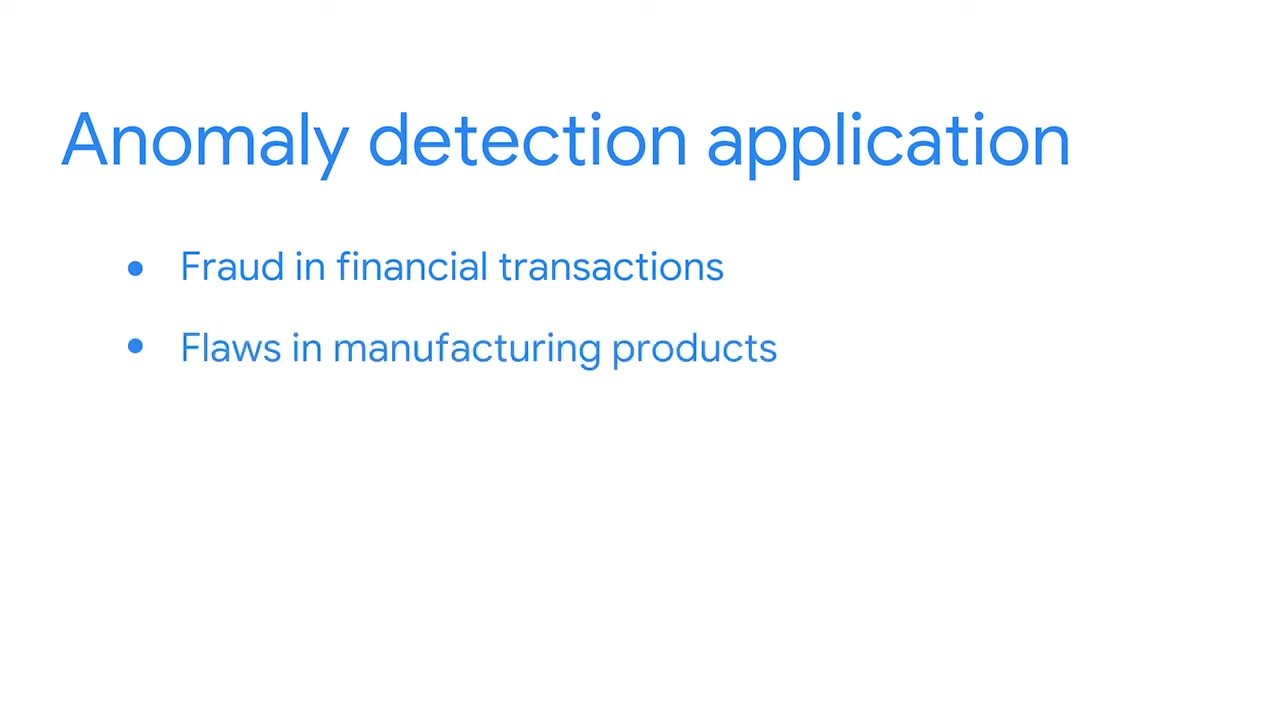 Anomaly detection application
• Fraud in financial transactions
• Flaws in manufacturing products